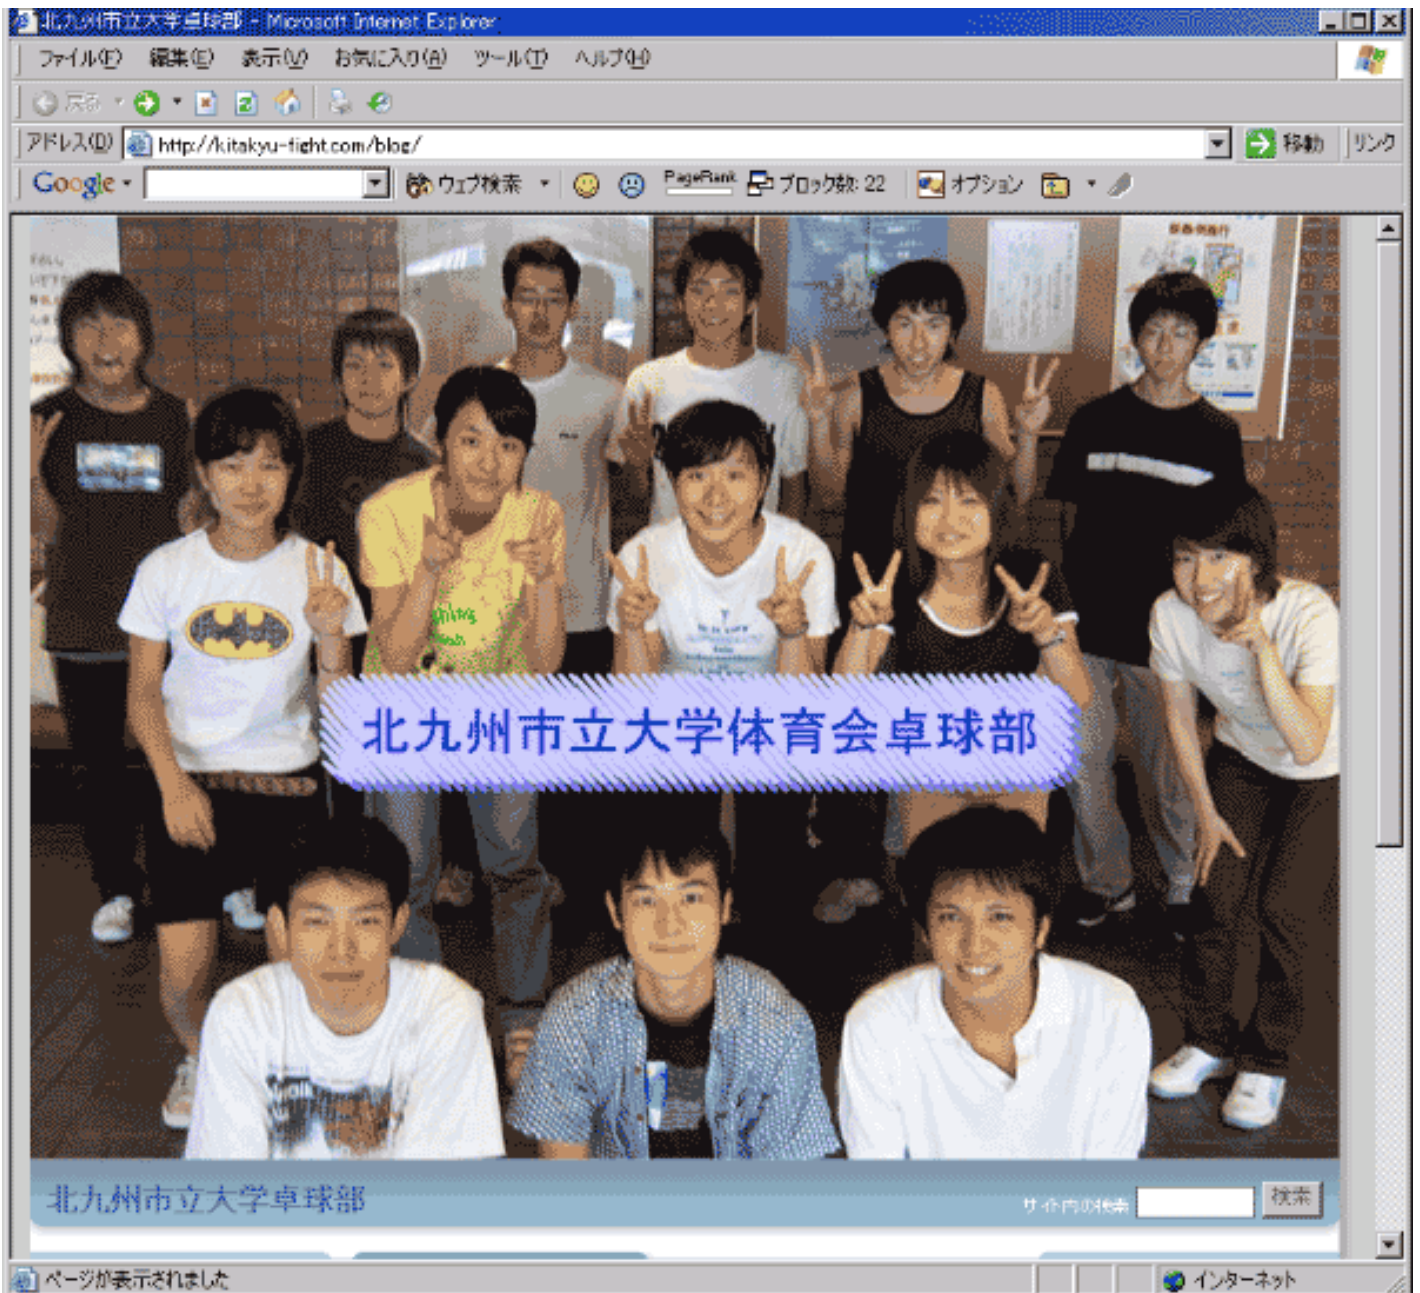 北九州市立大学卓球部 - Microsoft Internet Explorer
ファイル(F) 編集(E) 表示(V) お気に入り(A) ツール(T) ヘルプ(H)
戻る
アドレス(D) http://kitakyu-fight.com/blog/ 移動 リンク
Google ウェブ検索 PageRank ブロック数: 22 オプション
北九州市立大学体育会卓球部
北九州市立大学卓球部
サイト内の検索 検索
ページが表示されました インターネット